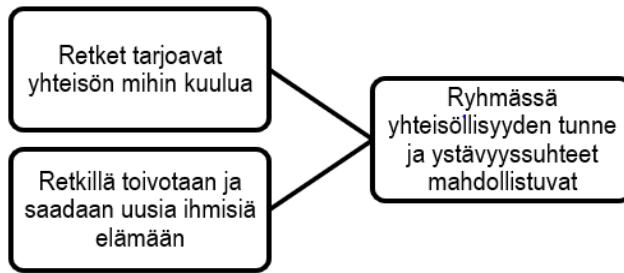 Retket tarjoavat
yhteisön mihin kuulua
Retkillä toivotaan ja
saadaan uusia ihmisiä
elämään
Ryhmässä
yhteisöllisyyden tunne
ja ystävyyssuhteet
mahdollistuvat